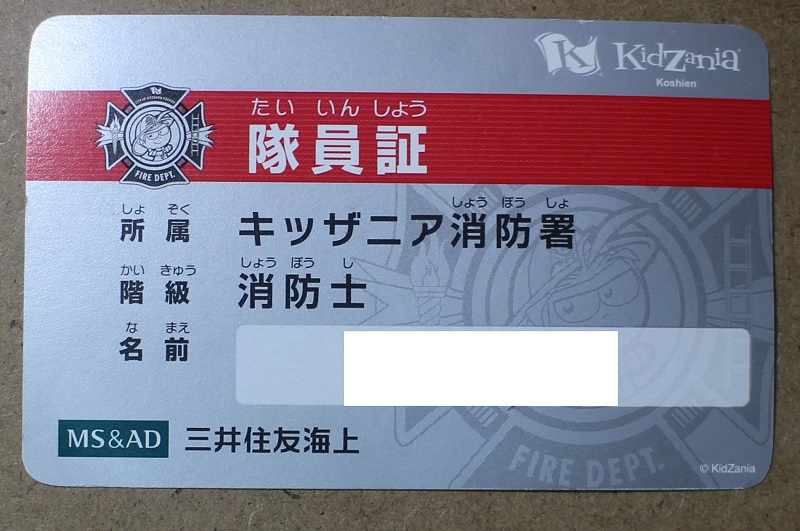 K KidZania
Koshien
たい いん しょう
隊員証
FIRE DEPT.
しょ ぞく しょう ぼう しょ
所属 キッザニア消防署
かい きゅう しょう ぼう し
階級 消防士
な まえ
名前
MS&AD 三井住友海上
FIRE DEPT.
© KidZania